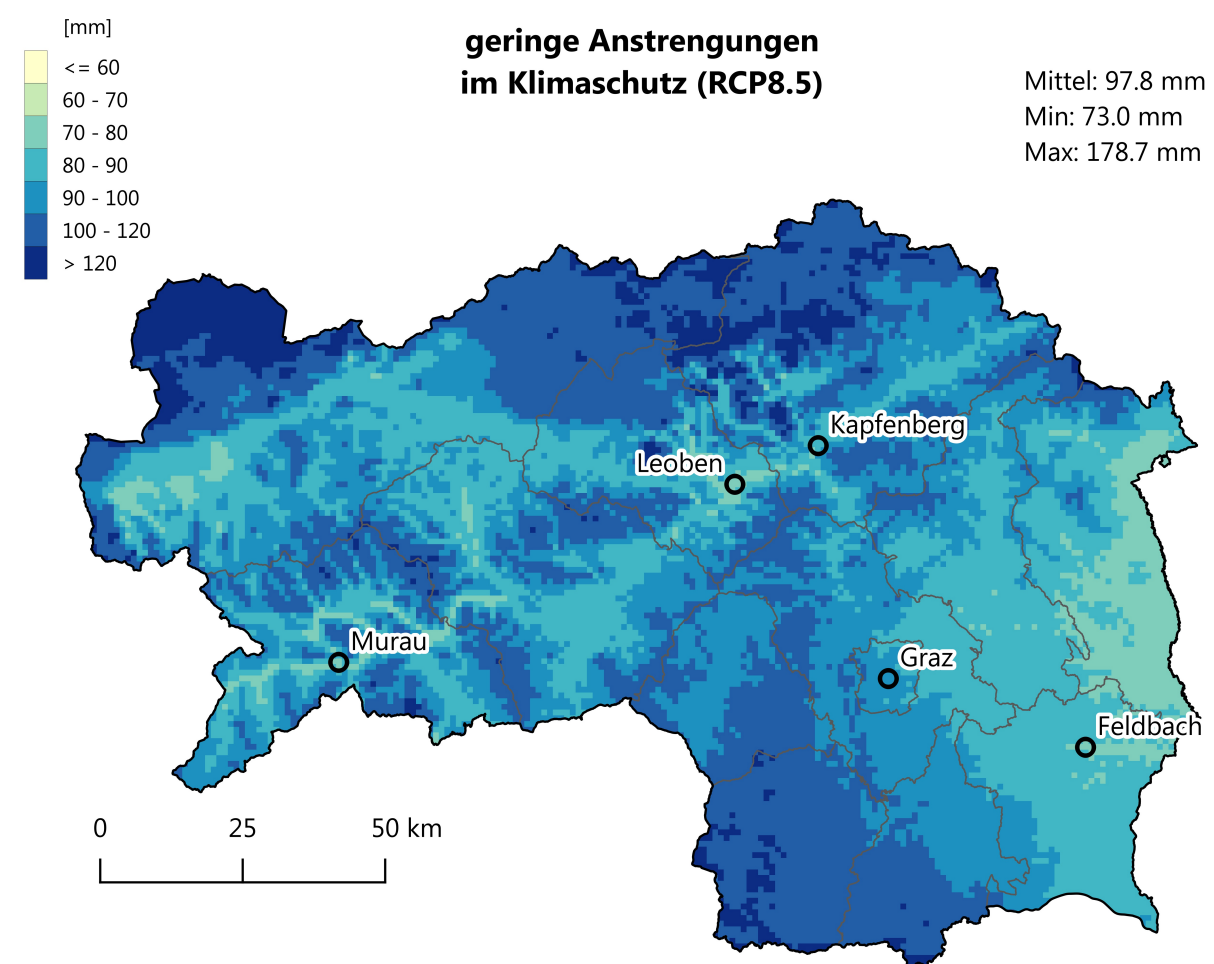 [mm]
<= 60
60 - 70
70 - 80
80 - 90
90 - 100
100 - 120
> 120
geringe Anstrengungen
im Klimaschutz (RCP8.5)
Mittel: 97.8 mm
Min: 73.0 mm
Max: 178.7 mm
Kapfenberg
Leoben
Murau
Graz
Feldbach
0 25 50 km